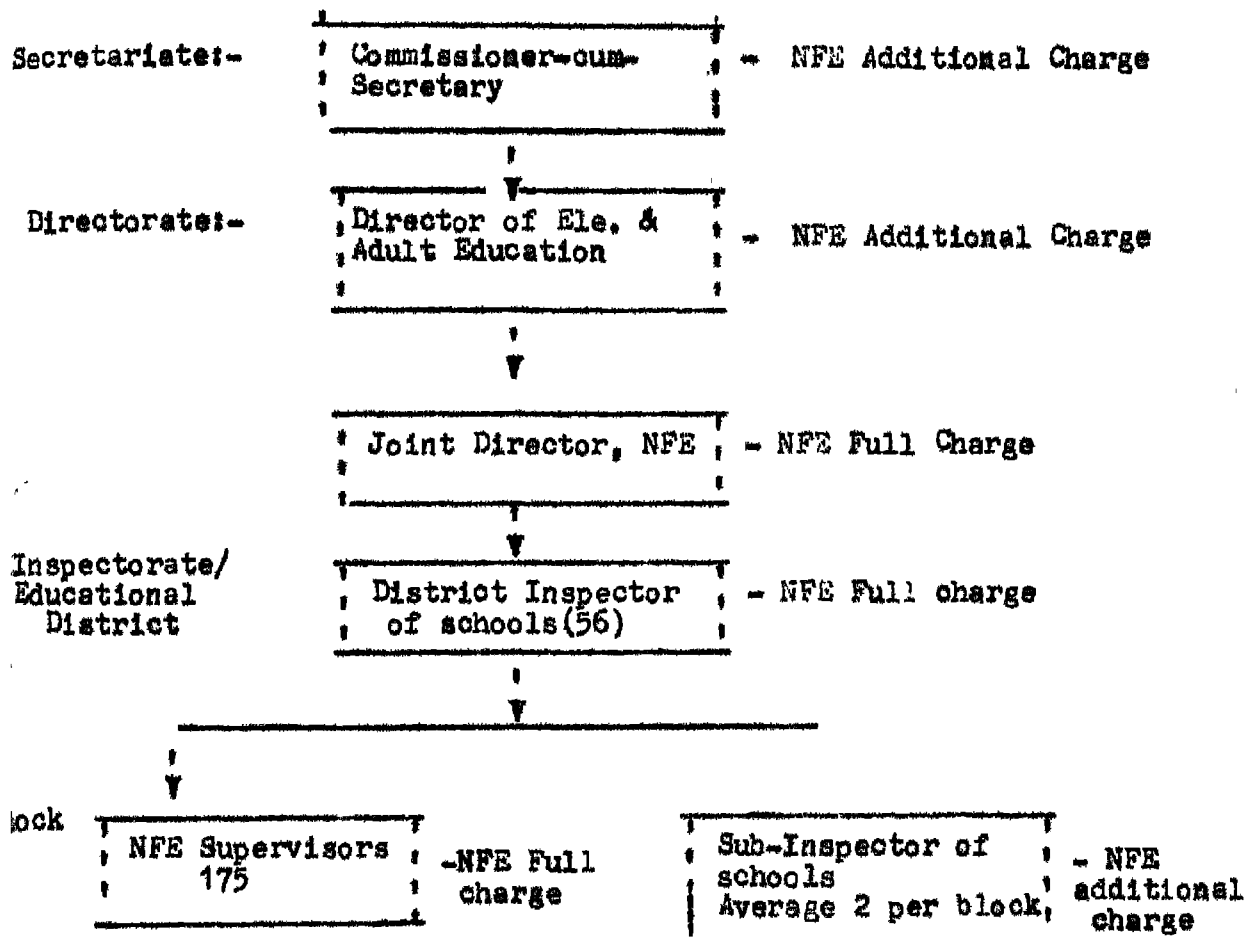 Secretariate:-
Commissioner-cum-
Secretary
- NFE Additional Charge
Directorate:-
Director of Ele. &
Adult Education
- NFE Additional Charge
Joint Director, NFE
- NFE Full Charge
Inspectorate/
Educational
District
District Inspector
of schools(56)
- NFE Full charge
lock
NFE Supervisors
175
-NFE Full
charge
Sub-Inspector of
schools
Average 2 per block
- NFE
additional
charge